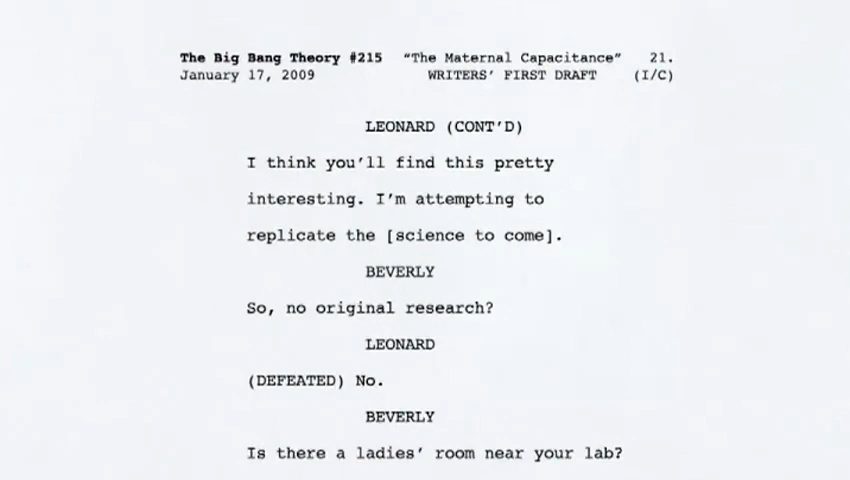 The Big Bang Theory #215 "The Maternal Capacitance" 21.
January 17, 2009 WRITERS' FIRST DRAFT (I/C)
LEONARD (CONT'D)
I think you'll find this pretty
interesting. I'm attempting to
replicate the [science to come].
BEVERLY
So, no original research?
LEONARD
(DEFEATED) No.
BEVERLY
Is there a ladies' room near your lab?